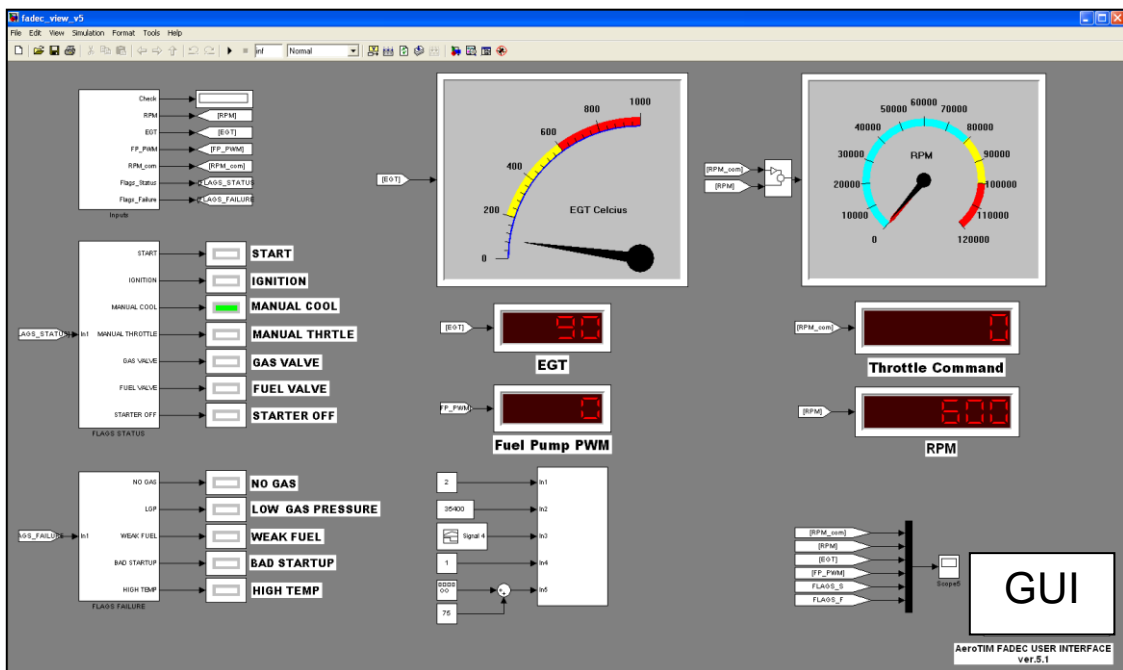 fadec_view_v5
File Edit View Simulation Format Tools Help
inf Normal
Check
RPM [RPM]
EGT [EGT]
FP_PWM [FP_PWM]
RPM_com [RPM_com]
Flags_Status LAGS_STATUS
Flags_Failure LAGS_FAILURE
Inputs
[EGT]
0 200 400 600 800 1000
EGT Celcius
[RPM_com]
[RPM]
0 10000 20000 30000 40000 50000 60000 70000 80000 90000 100000 110000 120000
RPM
LAGS_STATUS In1
START START
IGNITION IGNITION
MANUAL COOL MANUAL COOL
MANUAL THROTTLE MANUAL THRTLE
GAS VALVE GAS VALVE
FUEL VALVE FUEL VALVE
STARTER OFF STARTER OFF
FLAGS STATUS
[EGT] 90
EGT
FP_PWM 0
Fuel Pump PWM
[RPM_com] 0
Throttle Command
[RPM] 600
RPM
AGS_FAILURE In1
NO GAS NO GAS
LGP LOW GAS PRESSURE
WEAK FUEL WEAK FUEL
BAD STARTUP BAD STARTUP
HIGH TEMP HIGH TEMP
FLAGS FAILURE
2 In1
35400 In2
Signal 4 In3
1 In4
In5
75
[RPM_com]
[RPM]
[EGT]
[FP_PWM]
FLAGS_S
FLAGS_F
Scope5
GUI
AeroTIM FADEC USER INTERFACE
ver.5.1